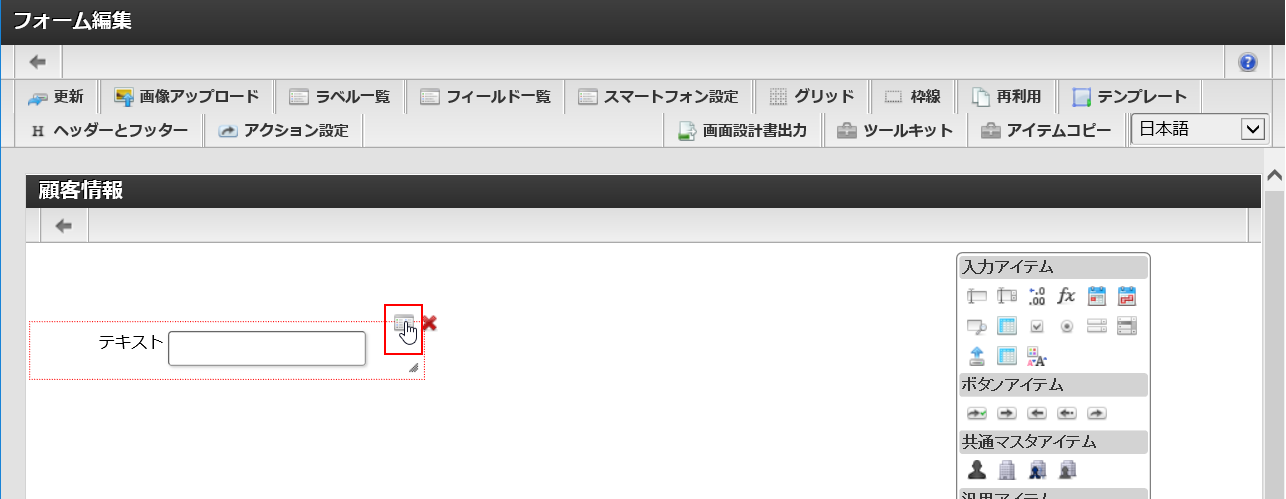 フォーム編集
更新 画像アップロード ラベル一覧 フィールド一覧 スマートフォン設定 グリッド 枠線 再利用 テンプレート
H ヘッダーとフッター アクション設定 画面設計書出力 ツールキット アイテムコピー 日本語
顧客情報
入力アイテム
テキスト
ボタンアイテム
共通マスタアイテム
汎用アイテム